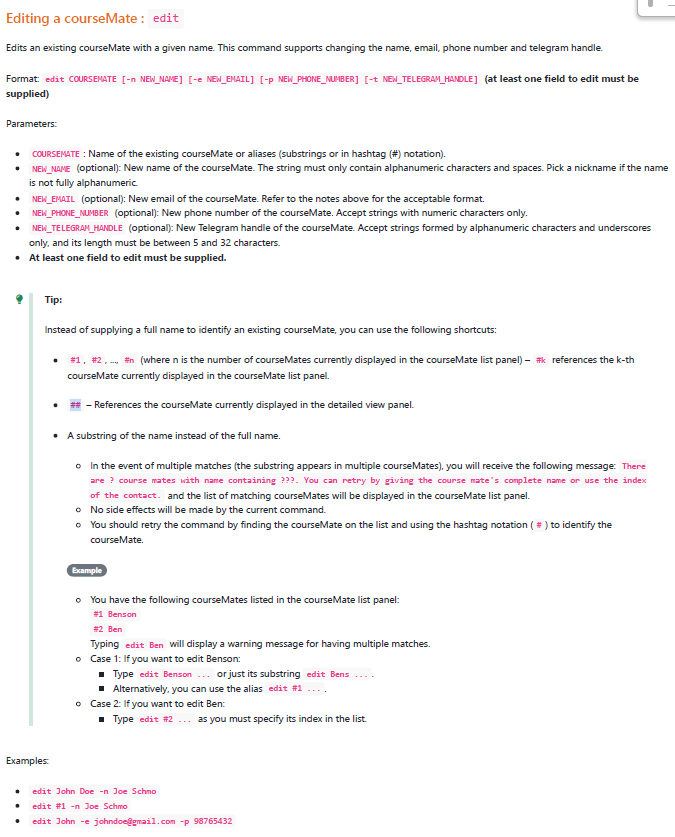 Editing a courseMate : edit
Edits an existing courseMate with a given name. This command supports changing the name, email, phone number and telegram handle.
Format: edit COURSEMATE [-n NEW_NAME] [-e NEW_EMAIL] [-p NEW_PHONE_NUMBER] [-t NEW_TELEGRAM_HANDLE] (at least one field to edit must be
supplied)
Parameters:
• COURSEMATE : Name of the existing courseMate or aliases (substrings or in hashtag (#) notation).
• NEW_NAME (optional): New name of the courseMate. The string must only contain alphanumeric characters and spaces. Pick a nickname if the name
is not fully alphanumeric.
• NEW_EMAIL (optional): New email of the courseMate. Refer to the notes above for the acceptable format.
• NEW_PHONE_NUMBER (optional): New phone number of the courseMate. Accept strings with numeric characters only.
• NEW_TELEGRAM_HANDLE (optional): New Telegram handle of the courseMate. Accept strings formed by alphanumeric characters and underscores
only, and its length must be between 5 and 32 characters.
• At least one field to edit must be supplied.
Tip:
Instead of supplying a full name to identify an existing courseMate, you can use the following shortcuts:
• #1, #2, ..., #n (where n is the number of courseMates currently displayed in the courseMate list panel) – #k references the k-th
courseMate currently displayed in the courseMate list panel.
• ## – References the courseMate currently displayed in the detailed view panel.
• A substring of the name instead of the full name.
○ In the event of multiple matches (the substring appears in multiple courseMates), you will receive the following message: There
are ? course mates with name containing ???. You can retry by giving the course mate's complete name or use the index
of the contact. and the list of matching courseMates will be displayed in the courseMate list panel.
○ No side effects will be made by the current command.
○ You should retry the command by finding the courseMate on the list and using the hashtag notation ( # ) to identify the
courseMate.
Example
○ You have the following courseMates listed in the courseMate list panel:
#1 Benson
#2 Ben
Typing edit Ben will display a warning message for having multiple matches.
○ Case 1: If you want to edit Benson:
■ Type edit Benson ... or just its substring edit Bens ... .
■ Alternatively, you can use the alias edit #1 ... .
○ Case 2: If you want to edit Ben:
■ Type edit #2 ... as you must specify its index in the list.
Examples:
• edit John Doe -n Joe Schmo
• edit #1 -n Joe Schmo
• edit John -e johndoe@gmail.com -p 98765432